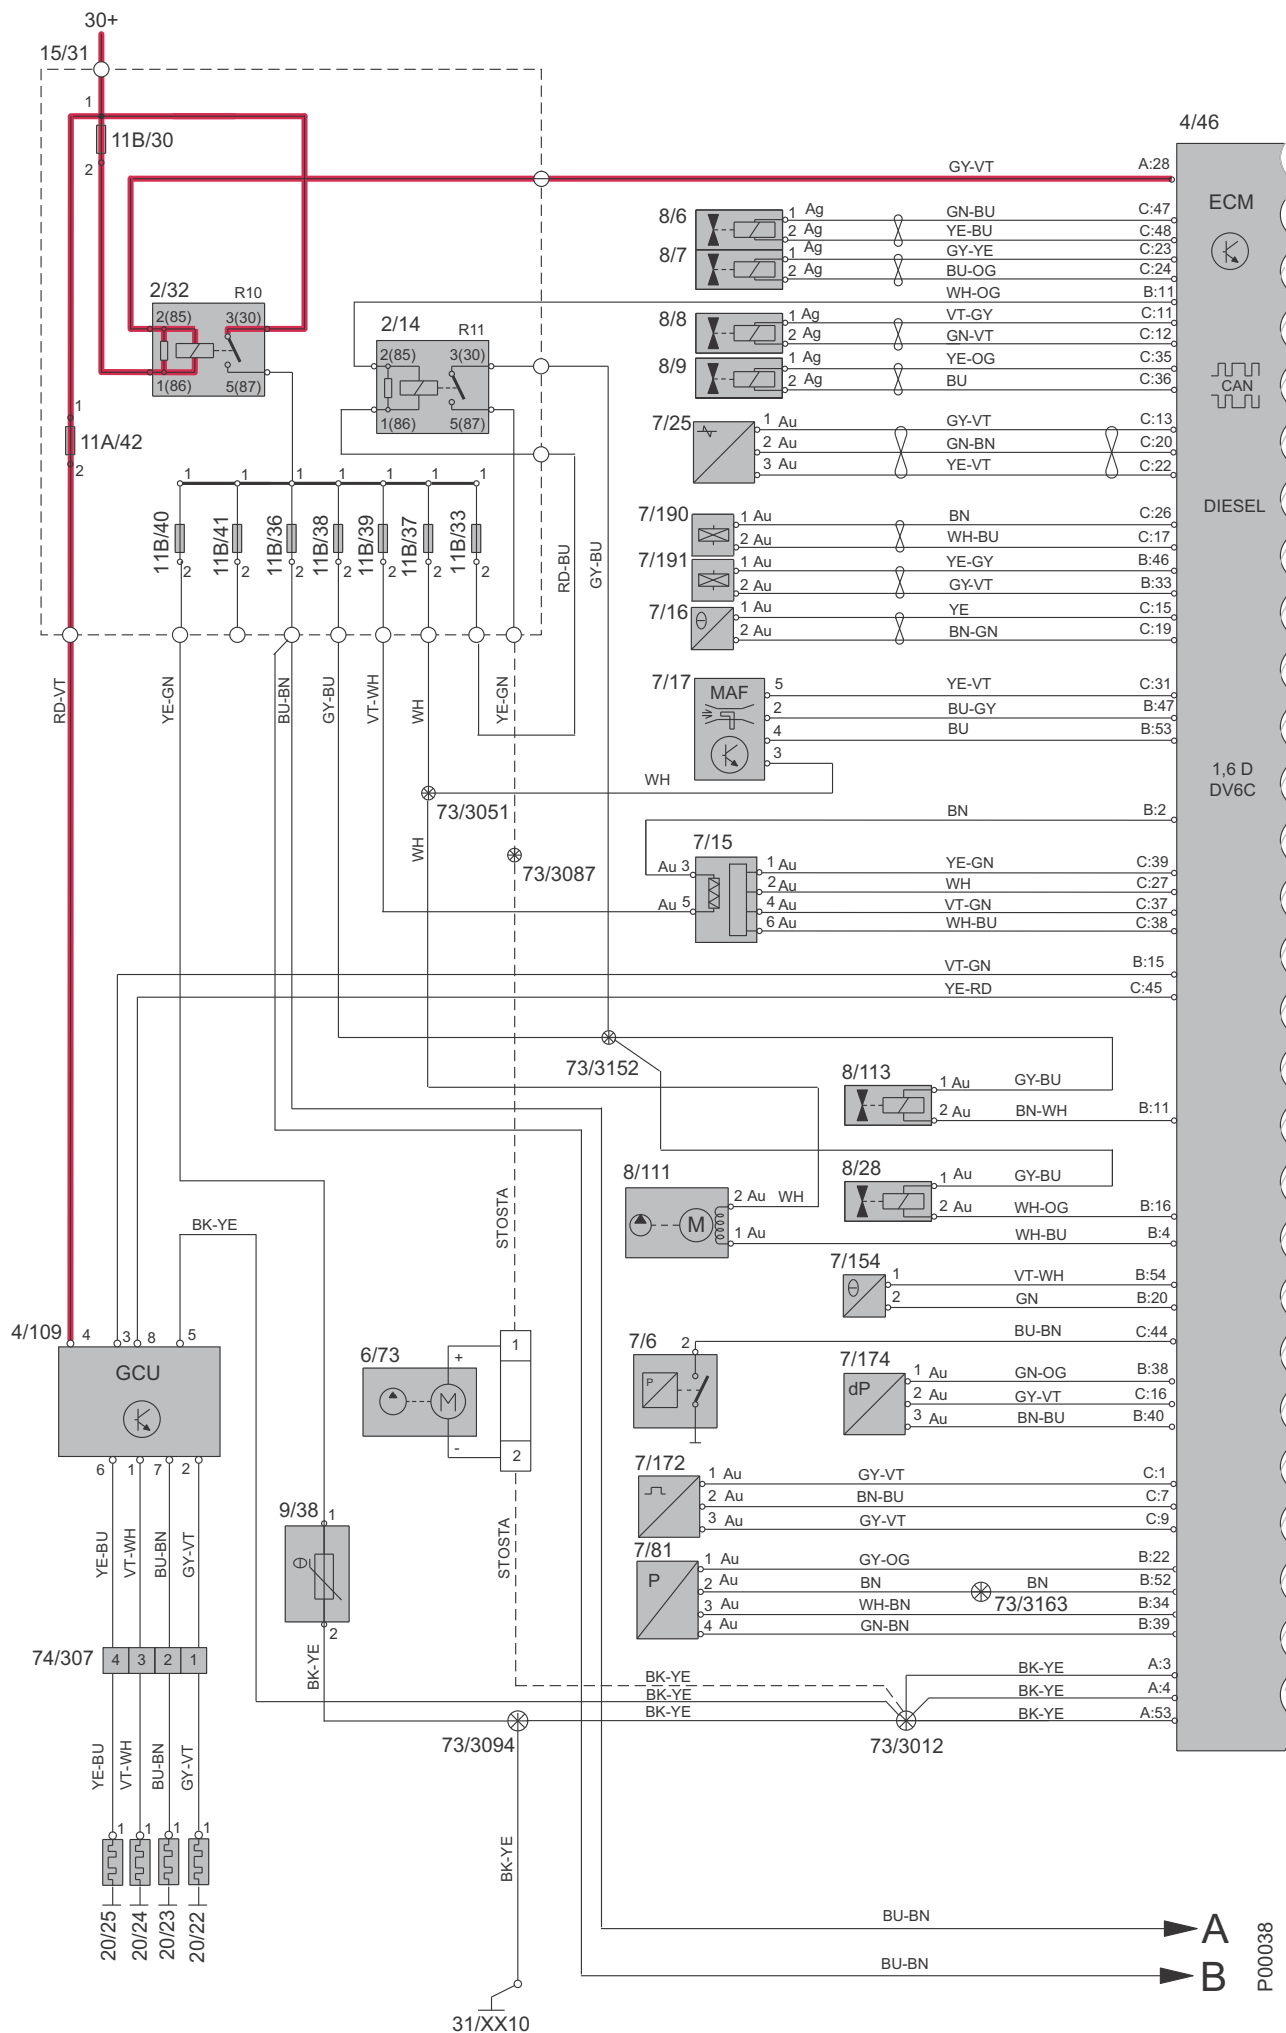 30+
15/31
1
11B/30
2
4/46
GY-VT A:28
ECM
8/6 1 Ag GN-BU C:47
2 Ag YE-BU C:48
8/7 1 Ag GY-YE C:23
2 Ag BU-OG C:24
WH-OG B:11
8/8 1 Ag VT-GY C:11
2 Ag GN-VT C:12
8/9 1 Ag YE-OG C:35
2 Ag BU C:36
CAN
2/32 R10
2(85) 3(30)
1(86) 5(87)
2/14 R11
2(85) 3(30)
1(86) 5(87)
1
11A/42
2
7/25 1 Au GY-VT C:13
2 Au GN-BN C:20
3 Au YE-VT C:22
DIESEL
1 1 1 1 1 1 1
11B/40 11B/41 11B/36 11B/38 11B/39 11B/37 11B/33
2 2 2 2 2 2 2
RD-BU GY-BU
7/190 1 Au BN C:26
2 Au WH-BU C:17
7/191 1 Au YE-GY B:46
2 Au GY-VT B:33
7/16 1 Au YE C:15
2 Au BN-GN C:19
RD-VT YE-GN BU-BN GY-BU VT-WH WH YE-GN
7/17 MAF 5 YE-VT C:31
2 BU-GY B:47
4 BU B:53
3
WH
73/3051
1,6 D
DV6C
BN B:2
WH
73/3087
7/15
Au 3 1 Au YE-GN C:39
2 Au WH C:27
Au 5 4 Au VT-GN C:37
6 Au WH-BU C:38
VT-GN B:15
YE-RD C:45
73/3152
8/113 1 Au GY-BU
2 Au BN-WH B:11
8/111 2 Au WH
1 Au WH-BU B:4
8/28 1 Au GY-BU
2 Au WH-OG B:16
M
STOSTA
BK-YE
7/154 1 VT-WH B:54
2 GN B:20
4/109 4 3 8 5
GCU
6 1 7 2
6/73 + M -
1
2
7/6 2 BU-BN C:44
P
7/174 dP 1 Au GN-OG B:38
2 Au GY-VT C:16
3 Au BN-BU B:40
7/172 1 Au GY-VT C:1
2 Au BN-BU C:7
3 Au GY-VT C:9
7/81 P 1 Au GY-OG B:22
2 Au BN BN B:52
73/3163
3 Au WH-BN B:34
4 Au GN-BN B:39
9/38 1
2
STOSTA
YE-BU VT-WH BU-BN GY-VT
74/307 4 3 2 1
BK-YE
BK-YE BK-YE A:3
BK-YE BK-YE A:4
BK-YE BK-YE A:53
73/3094
73/3012
YE-BU VT-WH BU-BN GY-VT
1 1 1 1
20/25 20/24 20/23 20/22
BK-YE
31/XX10
BU-BN A
BU-BN B
P00038